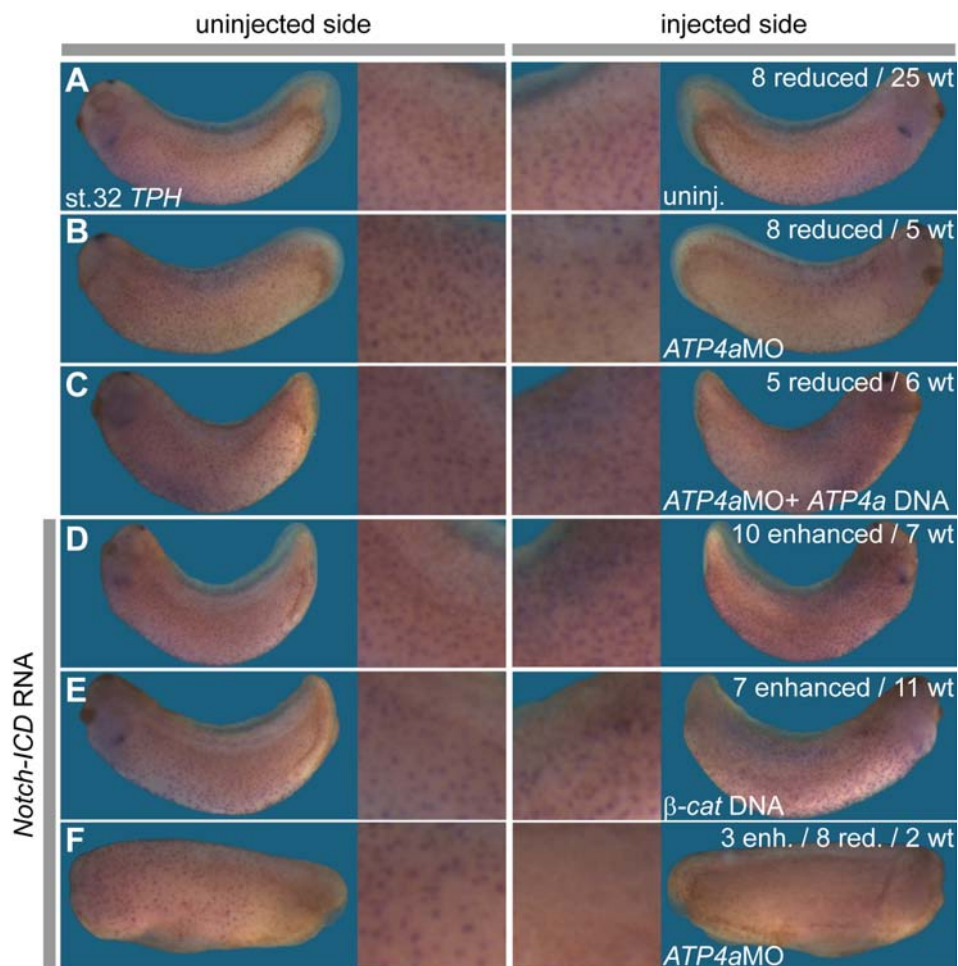 uninjected side
injected side
A
8 reduced / 25 wt
st.32 TPH
uninj.
B
8 reduced / 5 wt
ATP4aMO
C
5 reduced / 6 wt
ATP4aMO+ ATP4a DNA
Notch-ICD RNA
D
10 enhanced / 7 wt
E
7 enhanced / 11 wt
β-cat DNA
F
3 enh. / 8 red. / 2 wt
ATP4aMO